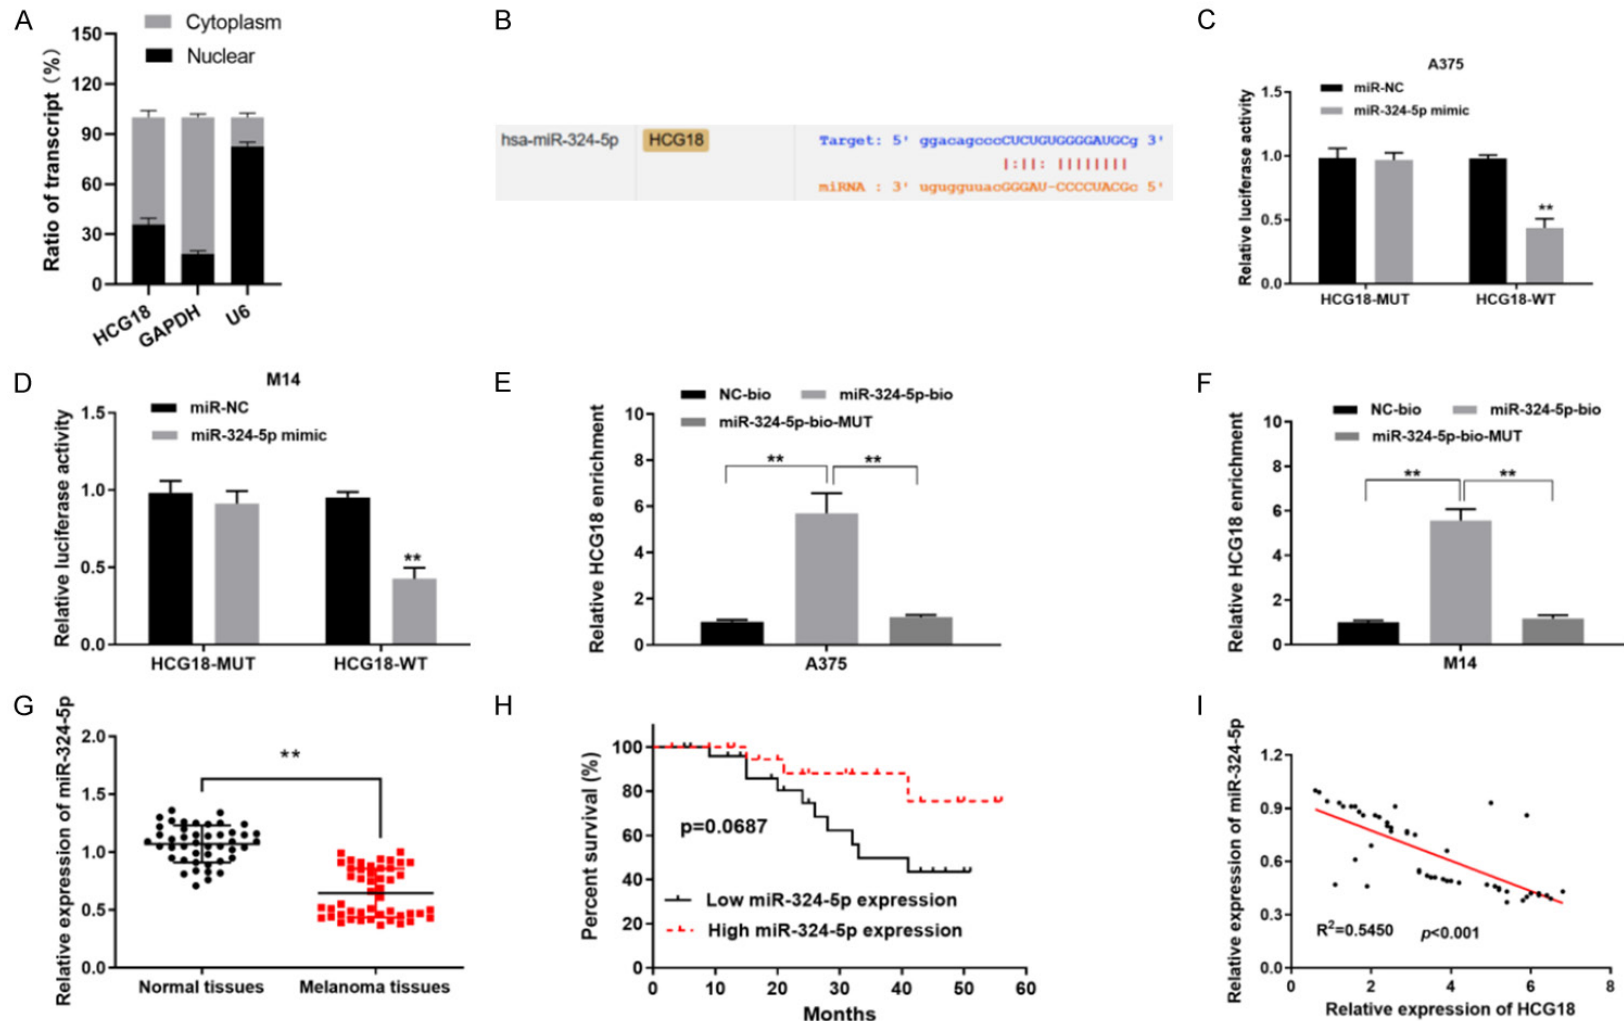 A
Cytoplasm
Nuclear
Ratio of transcript (%)
150
120
90
60
30
0
HCG18
GAPDH
U6
B
hsa-miR-324-5p
HCG18
Target: 5' ggacagcccCUCUGUGGGGAUGCg 3'
|:||: ||||||||
miRNA : 3' ugugguuacGGGAU-CCCCUACGc 5'
C
A375
miR-NC
miR-324-5p mimic
Relative luciferase activity
1.5
1.0
0.5
0.0
**
HCG18-MUT
HCG18-WT
D
M14
miR-NC
miR-324-5p mimic
Relative luciferase activity
1.5
1.0
0.5
0.0
**
HCG18-MUT
HCG18-WT
E
NC-bio
miR-324-5p-bio
miR-324-5p-bio-MUT
Relative HCG18 enrichment
10
8
6
4
2
0
**
**
A375
F
NC-bio
miR-324-5p-bio
miR-324-5p-bio-MUT
Relative HCG18 enrichment
10
8
6
4
2
0
**
**
M14
G
Relative expression of miR-324-5p
2.0
1.5
1.0
0.5
0.0
**
Normal tissues
Melanoma tissues
H
Percent survival (%)
100
80
60
40
20
0
p=0.0687
Low miR-324-5p expression
High miR-324-5p expression
0
10
20
30
40
50
60
Months
I
Relative expression of miR-324-5p
1.2
0.9
0.6
0.3
0.0
R²=0.5450
p<0.001
0
2
4
6
8
Relative expression of HCG18